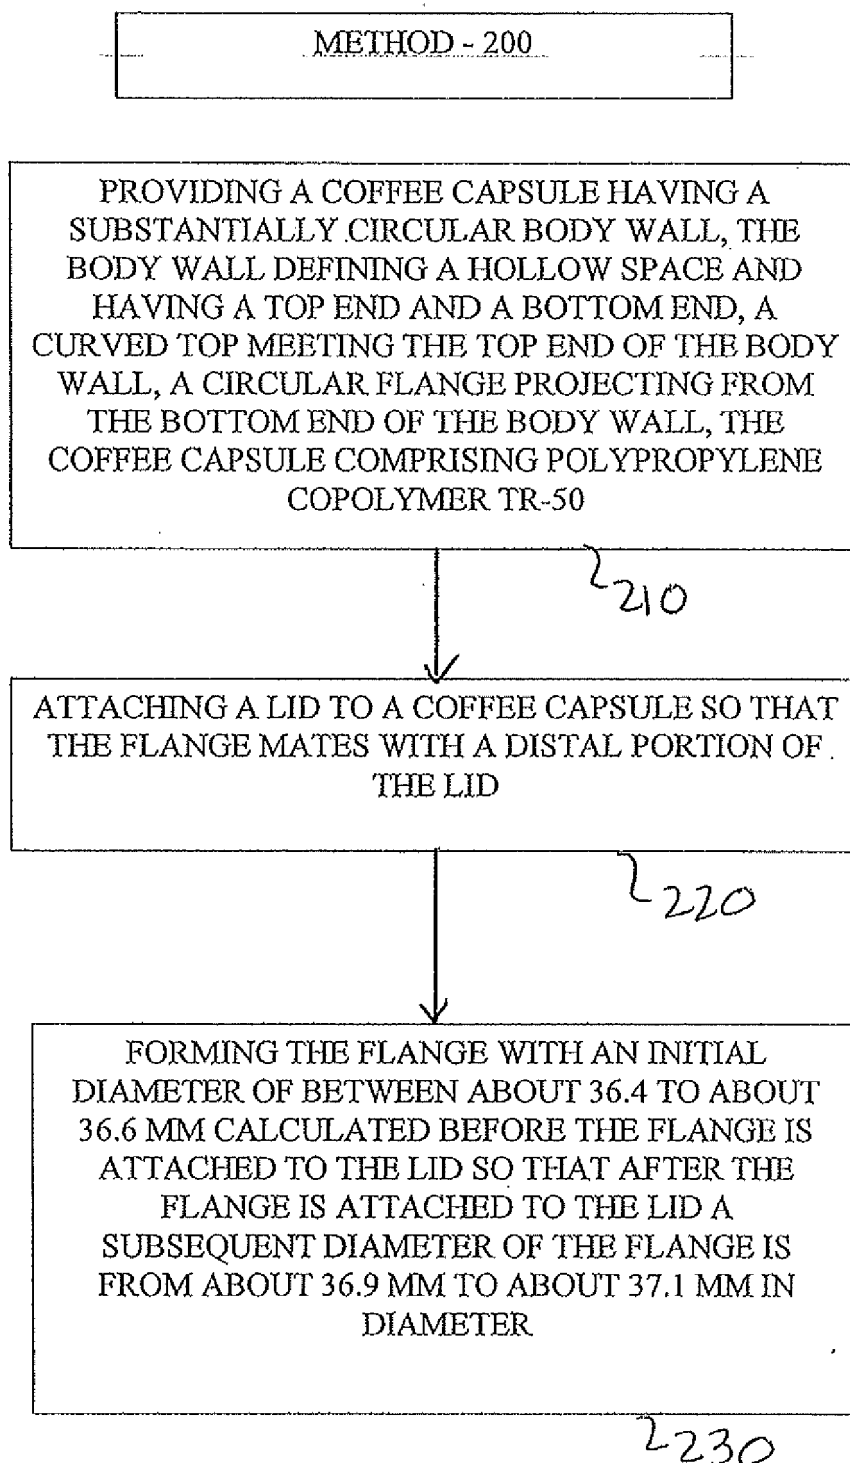 METHOD - 200
PROVIDING A COFFEE CAPSULE HAVING A
SUBSTANTIALLY CIRCULAR BODY WALL, THE
BODY WALL DEFINING A HOLLOW SPACE AND
HAVING A TOP END AND A BOTTOM END, A
CURVED TOP MEETING THE TOP END OF THE BODY
WALL, A CIRCULAR FLANGE PROJECTING FROM
THE BOTTOM END OF THE BODY WALL, THE
COFFEE CAPSULE COMPRISING POLYPROPYLENE
COPOLYMER TR-50
210
ATTACHING A LID TO A COFFEE CAPSULE SO THAT
THE FLANGE MATES WITH A DISTAL PORTION OF
THE LID
220
FORMING THE FLANGE WITH AN INITIAL
DIAMETER OF BETWEEN ABOUT 36.4 TO ABOUT
36.6 MM CALCULATED BEFORE THE FLANGE IS
ATTACHED TO THE LID SO THAT AFTER THE
FLANGE IS ATTACHED TO THE LID A
SUBSEQUENT DIAMETER OF THE FLANGE IS
FROM ABOUT 36.9 MM TO ABOUT 37.1 MM IN
DIAMETER
230